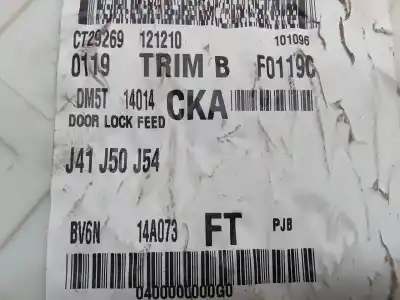 CT29269 121210 101096
0119 TRIM B F0119C
DM5T 14014 CKA
DOOR LOCK FEED
J41 J50 J54
BV6N 14A073 FT PJB
0400000000G0